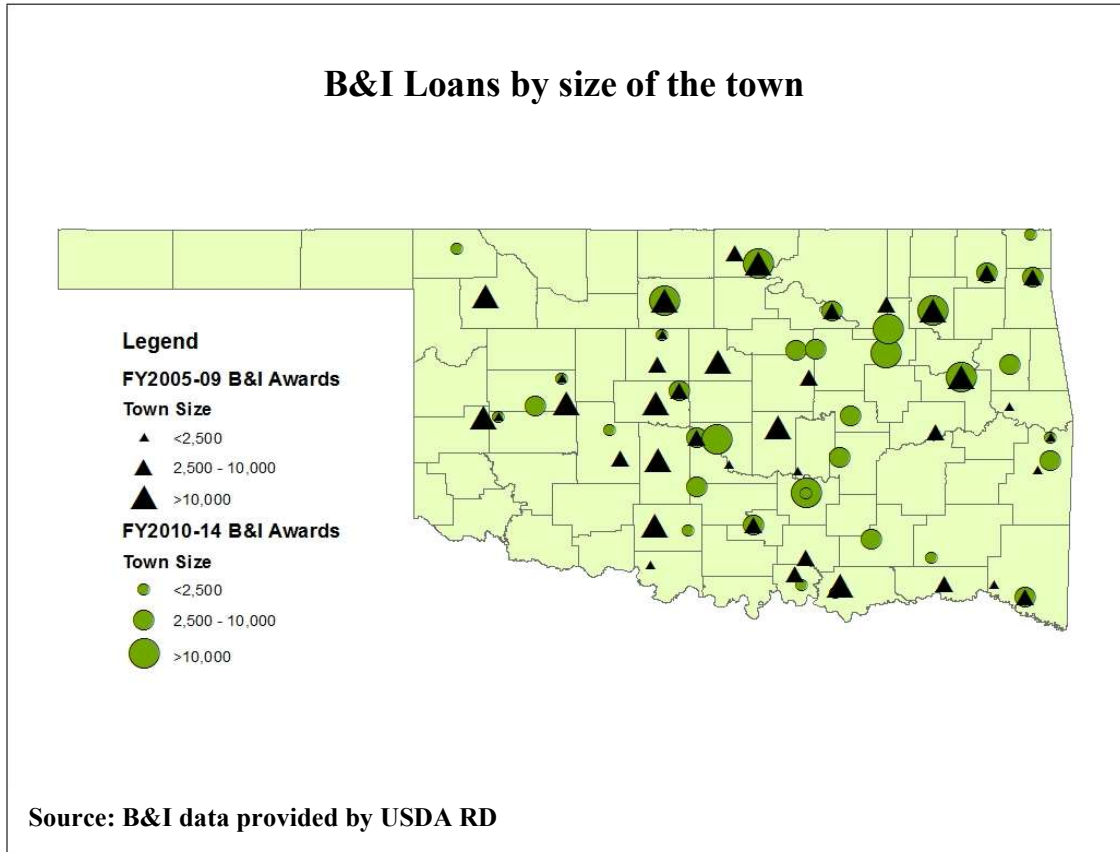 B&I Loans by size of the town
Legend
FY2005-09 B&I Awards
Town Size
<2,500
2,500 - 10,000
>10,000
FY2010-14 B&I Awards
Town Size
<2,500
2,500 - 10,000
>10,000
Source: B&I data provided by USDA RD